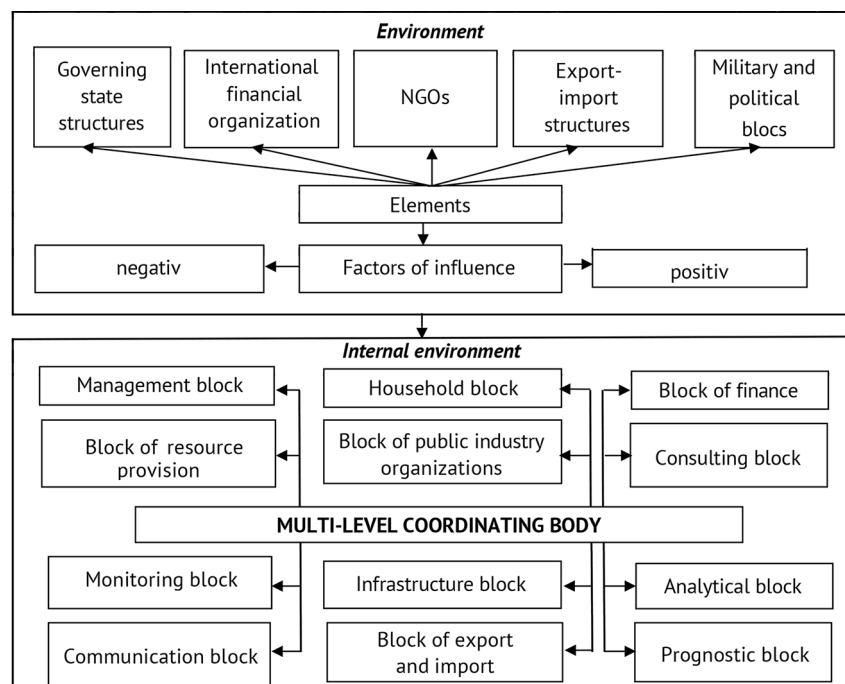 Environment
Governing
state
structures
International
financial
organization
NGOs
Export-
import
structures
Military and
political
blocs
Elements
negativ
Factors of influence
positiv
Internal environment
Management block
Household block
Block of finance
Block of resource
provision
Block of public industry
organizations
Consulting block
MULTI-LEVEL COORDINATING BODY
Monitoring block
Infrastructure block
Analytical block
Communication block
Block of export
and import
Prognostic block